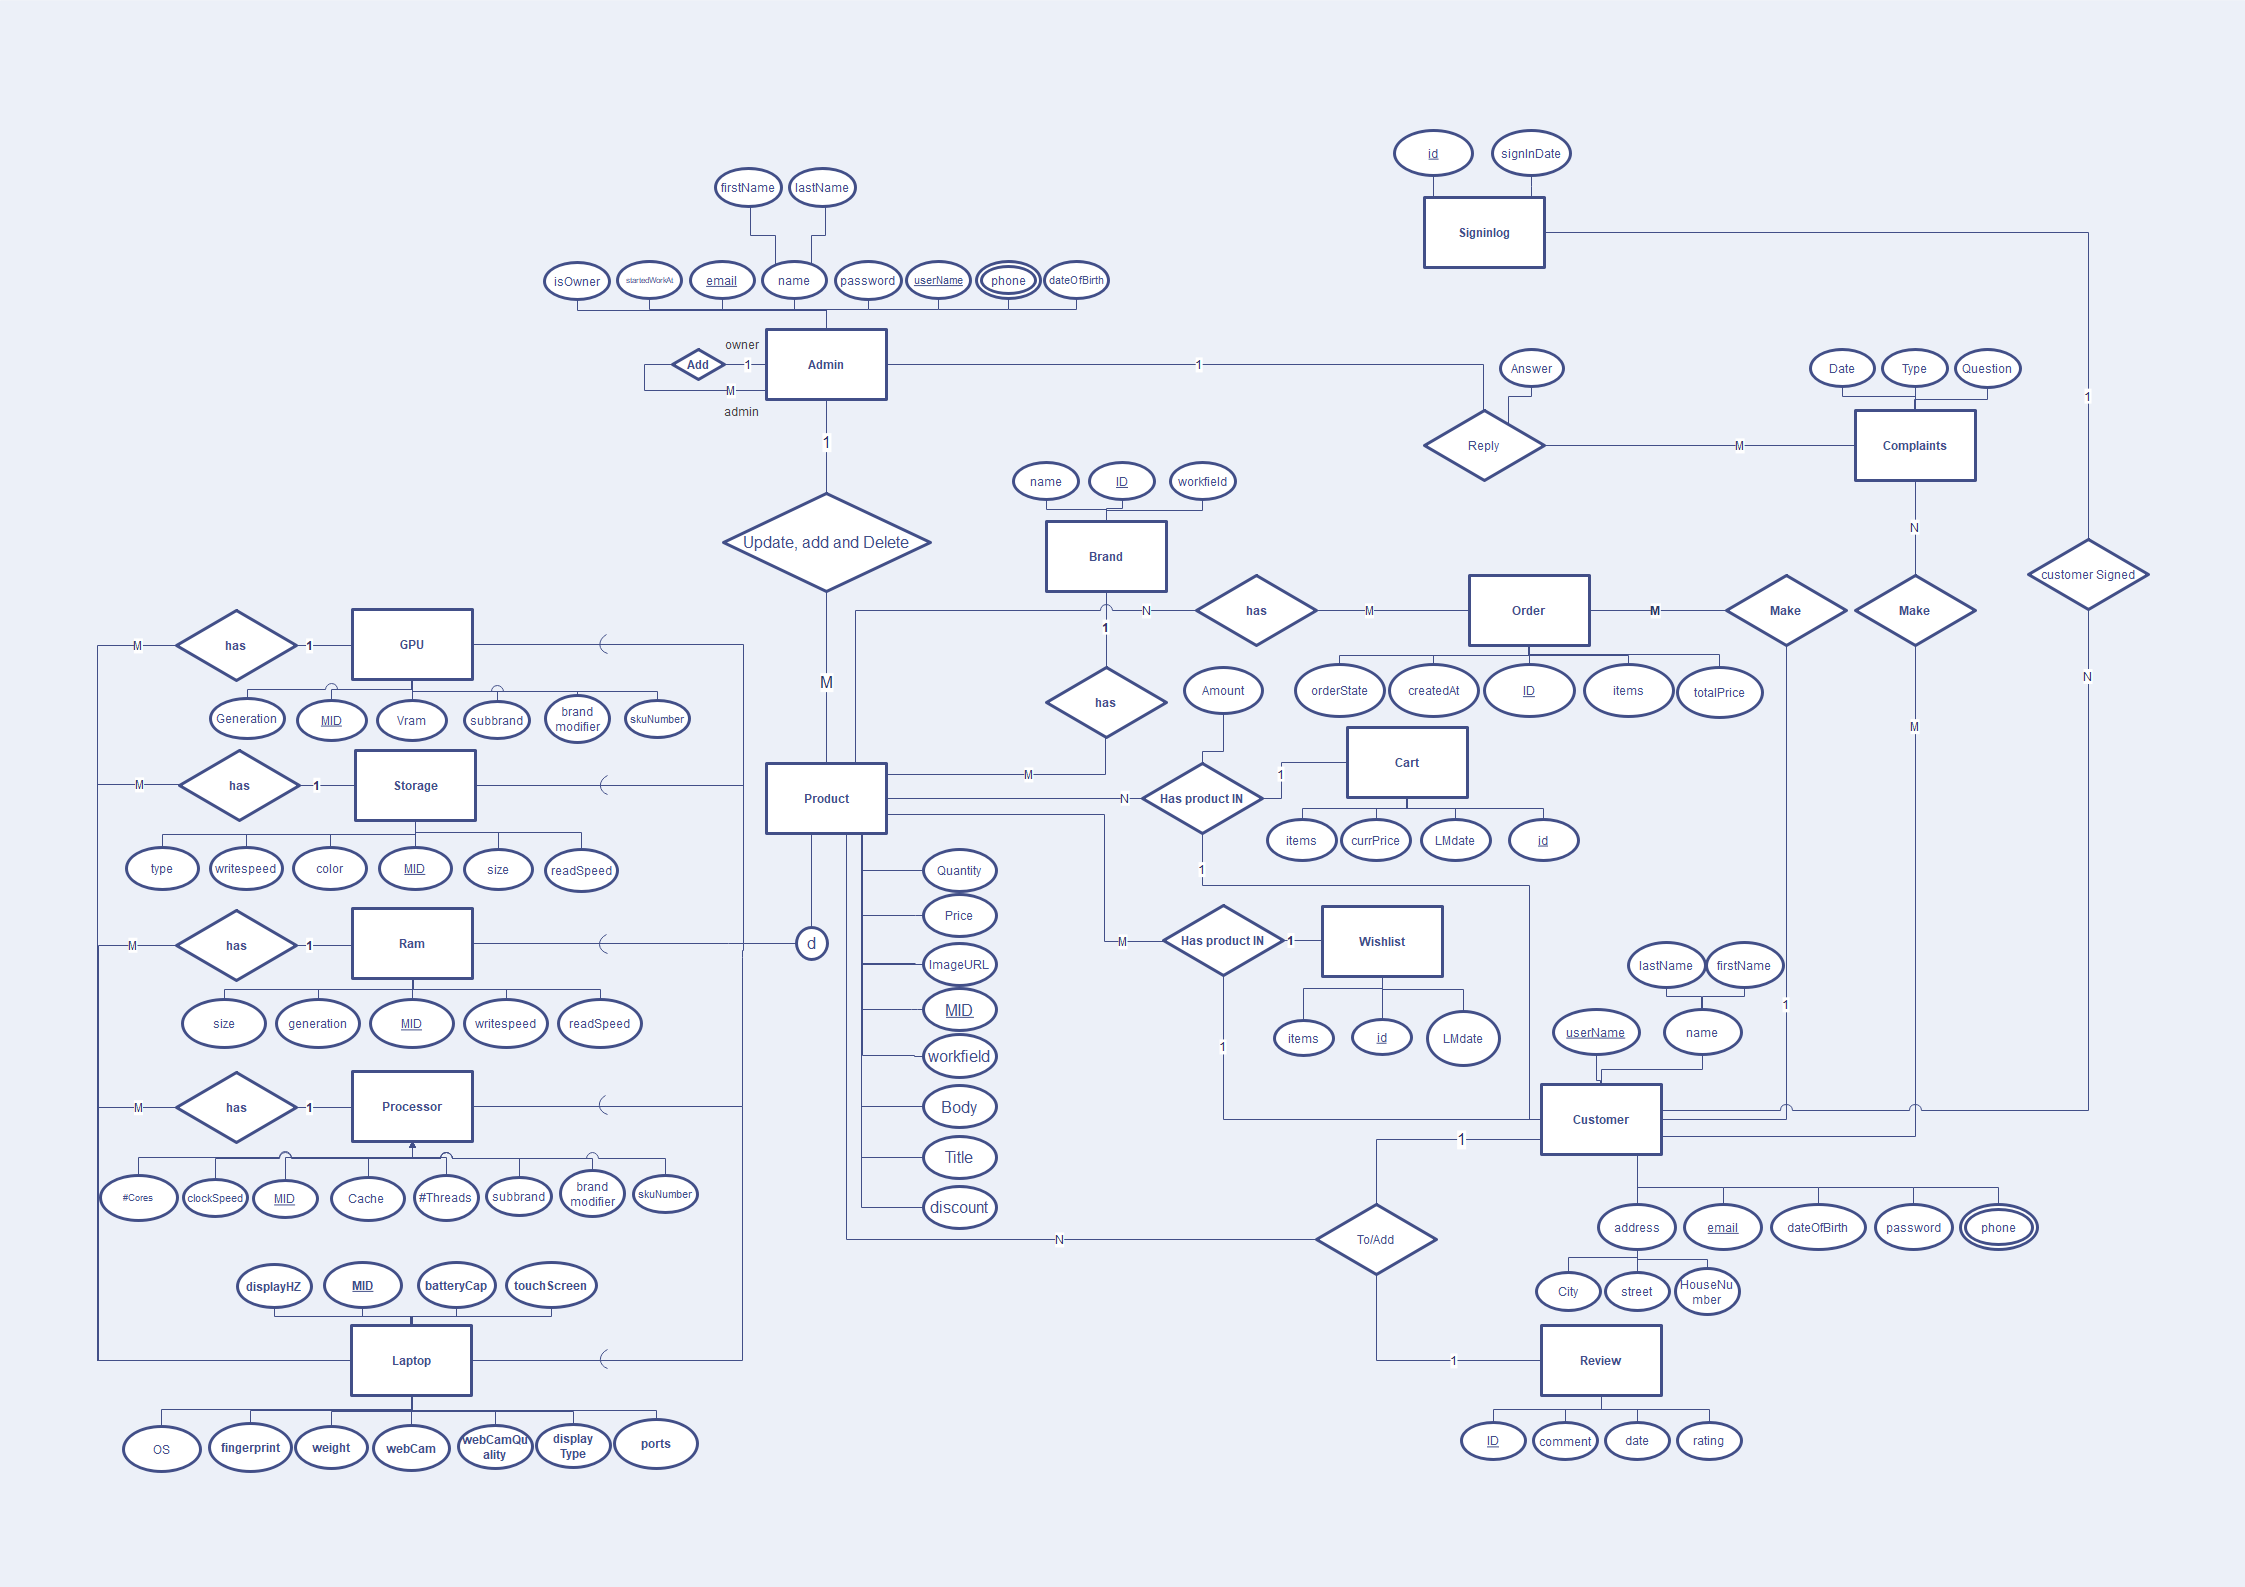 id
signInDate
firstName
lastName
Signinlog
isOwner
startedWorkAt
email
name
password
userName
phone
dateOfBirth
owner
Add
1
Admin
M
admin
1
Answer
Date
Type
Question
1
1
Reply
M
Complaints
name
ID
workfield
Update, add and Delete
Brand
N
customer Signed
has
M
has
1
GPU
1
N
has
M
Order
M
Make
Make
M
N
Generation
MID
Vram
subbrand
brand
modifier
skuNumber
has
Amount
orderState
createdAt
ID
items
totalPrice
M
M
has
1
Storage
M
1
Cart
Product
N
Has product IN
items
currPrice
LMdate
id
type
writespeed
color
MID
size
readSpeed
1
Quantity
Price
M
has
1
Ram
d
M
Has product IN
1
Wishlist
ImageURL
lastName
firstName
1
MID
size
generation
MID
writespeed
readSpeed
items
id
LMdate
userName
name
1
workfield
M
has
1
Processor
Body
Customer
1
Title
#Cores
clockSpeed
MID
Cache
#Threads
subbrand
brand
modifier
skuNumber
discount
address
email
dateOfBirth
password
phone
N
To/Add
displayHZ
MID
batteryCap
touchScreen
City
street
HouseNu
mber
Laptop
1
Review
OS
fingerprint
weight
webCam
webCamQu
ality
display
Type
ports
ID
comment
date
rating